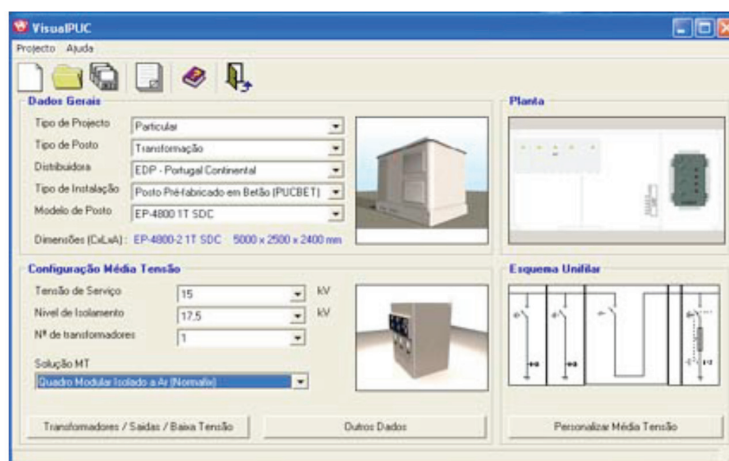 VisualPUC
Projecto Ajuda
Dados Gerais
Tipo de Projecto Particular
Tipo de Posto Transformação
Distribuidora EDP - Portugal Continental
Tipo de Instalação Posto Pré-fabricado em Betão (PUCBET)
Modelo de Posto EP-4800 1T SDC
Dimensões (CxLxA) : EP-4800-2 1T SDC 5000 x 2500 x 2400 mm
Planta
Configuração Média Tensão
Tensão de Serviço 15 kV
Nível de Isolamento 17,5 kV
Nº de transformadores 1
Solução MT
Quadro Modular Isolado a Ar (Normafix)
Esquema Unifilar
Transformadores / Saídas / Baixa Tensão
Outros Dados
Personalizar Média Tensão